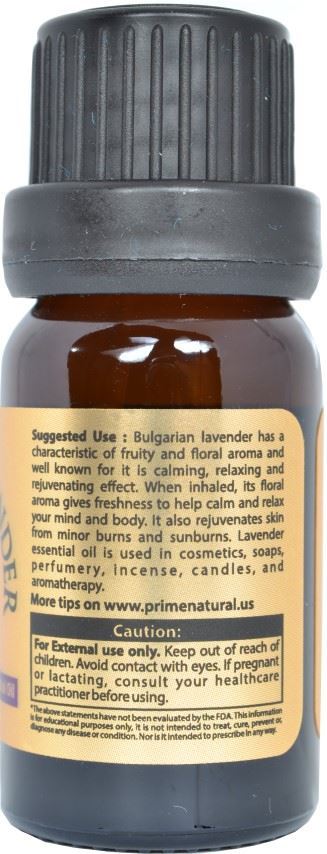 Suggested Use : Bulgarian lavender has a
characteristic of fruity and floral aroma and
well known for it is calming, relaxing and
rejuvenating effect. When inhaled, its floral
aroma gives freshness to help calm and relax
your mind and body. It also rejuvenates skin
from minor burns and sunburns. Lavender
essential oil is used in cosmetics, soaps,
perfumery, incense, candles, and
aromatherapy.
More tips on www.primenatural.us
Caution:
For External use only. Keep out of reach of
children. Avoid contact with eyes. If pregnant
or lactating, consult your healthcare
practitioner before using.
*The above statements have not been evaluated by the FDA. This information
is for educational purposes only, it is not intended to treat, cure, prevent or
diagnose any disease or condition. Nor is it intended to prescribe in any way.
NDER